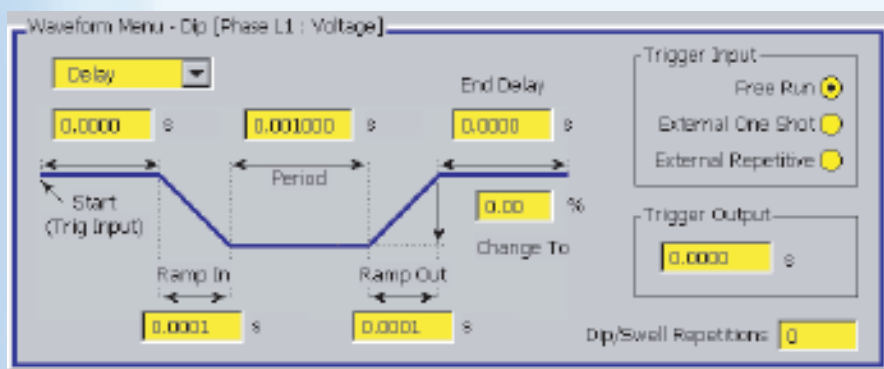 Waveform Menu - Dip [Phase L1 : Voltage]
Delay
End Delay
0.0000 s
0.001000 s
0.0000 s
Period
Start
(Trig Input)
0.00 %
Change To
Ramp In
Ramp Out
0.0001 s
0.0001 s
Trigger Input
Free Run
External One Shot
External Repetitive
Trigger Output
0.0000 s
Dip/Swell Repetitions 0